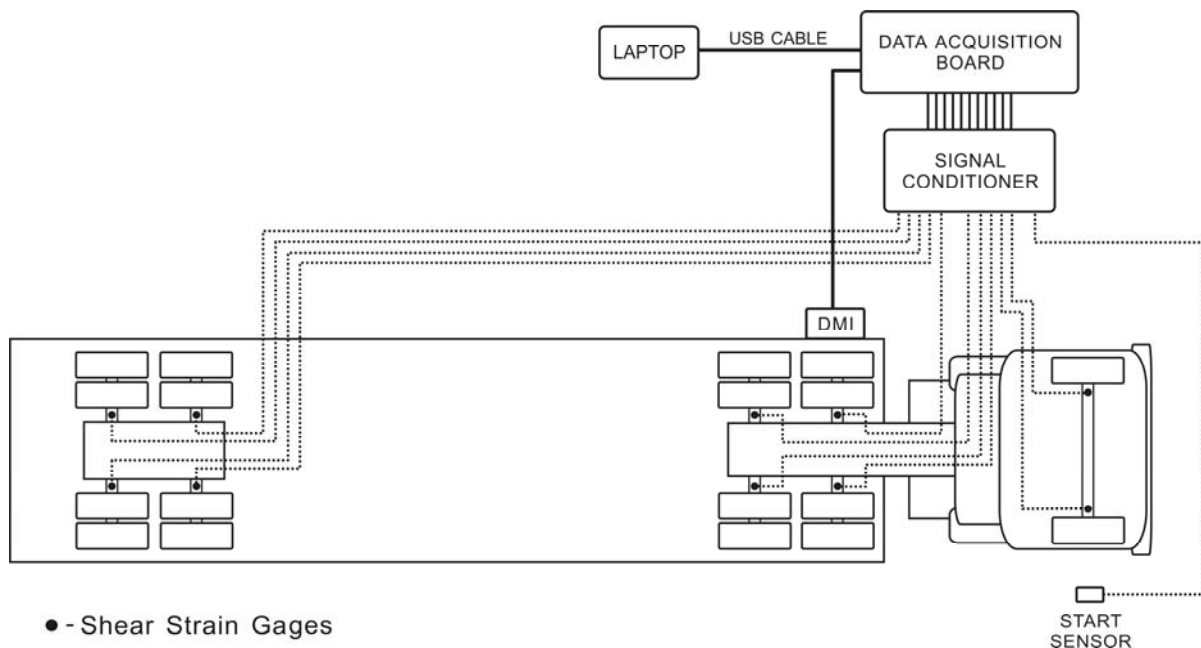 LAPTOP
USB CABLE
DATA ACQUISITION
BOARD
SIGNAL
CONDITIONER
DMI
● - Shear Strain Gages
START
SENSOR